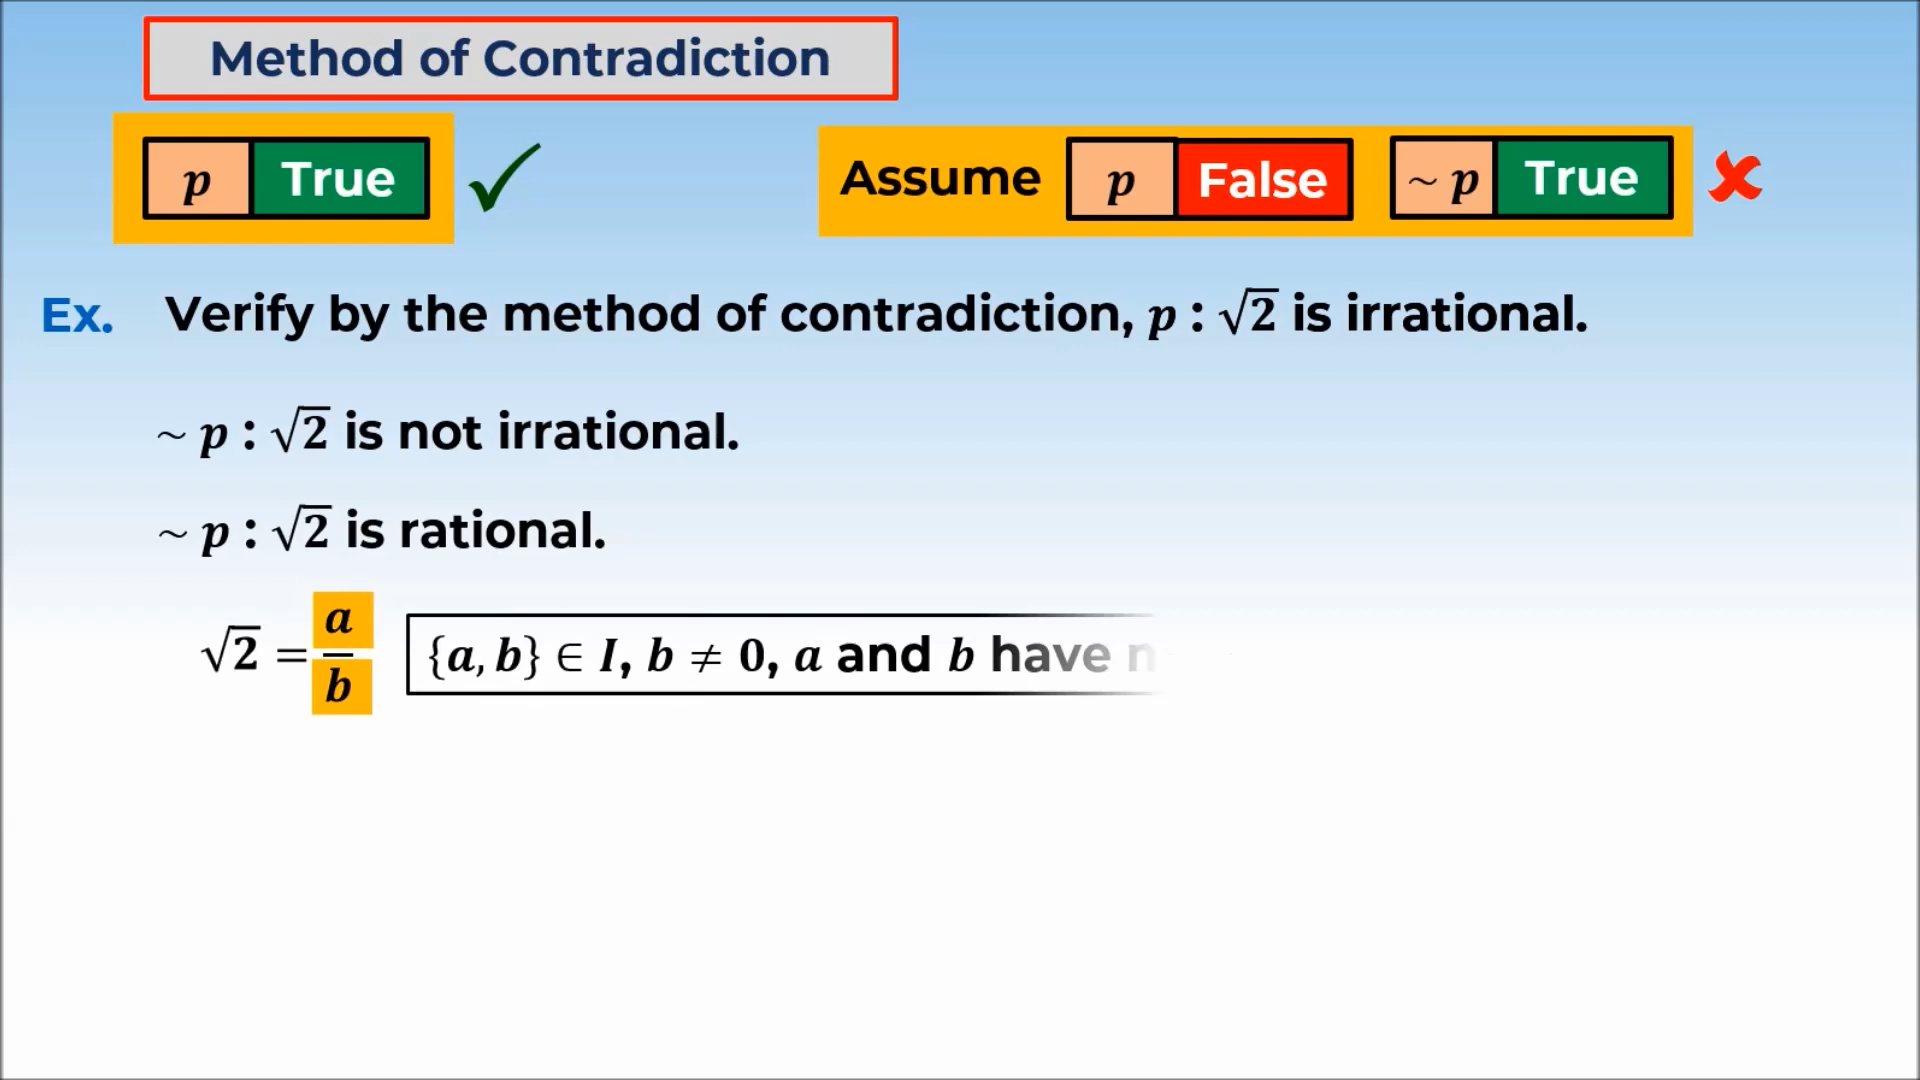 Method of Contradiction
p True Assume p False ~ p True
Ex. Verify by the method of contradiction, p : √2 is irrational.
~ p : √2 is not irrational.
~ p : √2 is rational.
√2 = a/b {a, b} ∈ I, b ≠ 0, a and b have